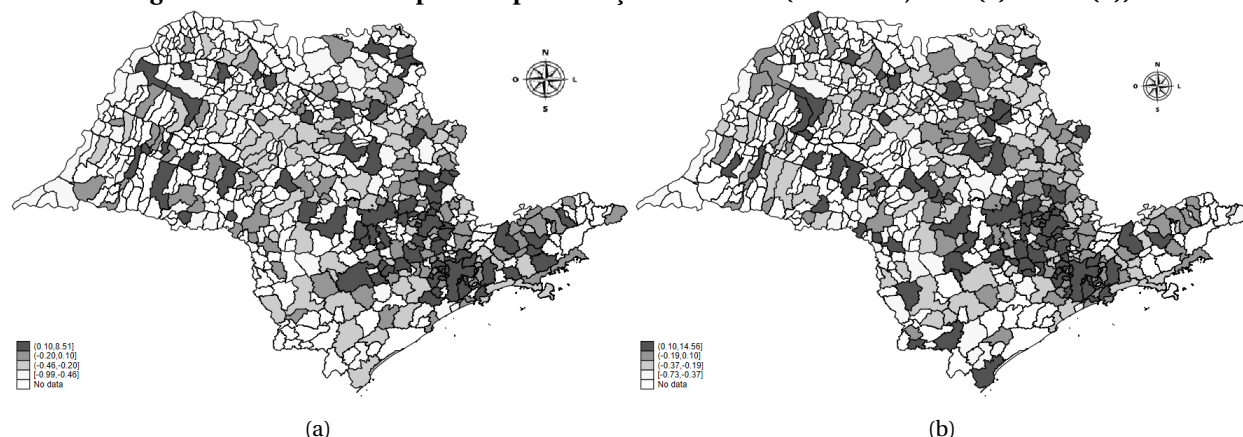 N
O L
S
N
O L
S
(0.10,8.51]
(-0.20,0.10]
(-0.46,-0.20]
[-0.99,-0.46]
No data
(0.10,14.56]
(-0.19,0.10]
(-0.37,-0.19]
[-0.73,-0.37]
No data
(a)
(b)